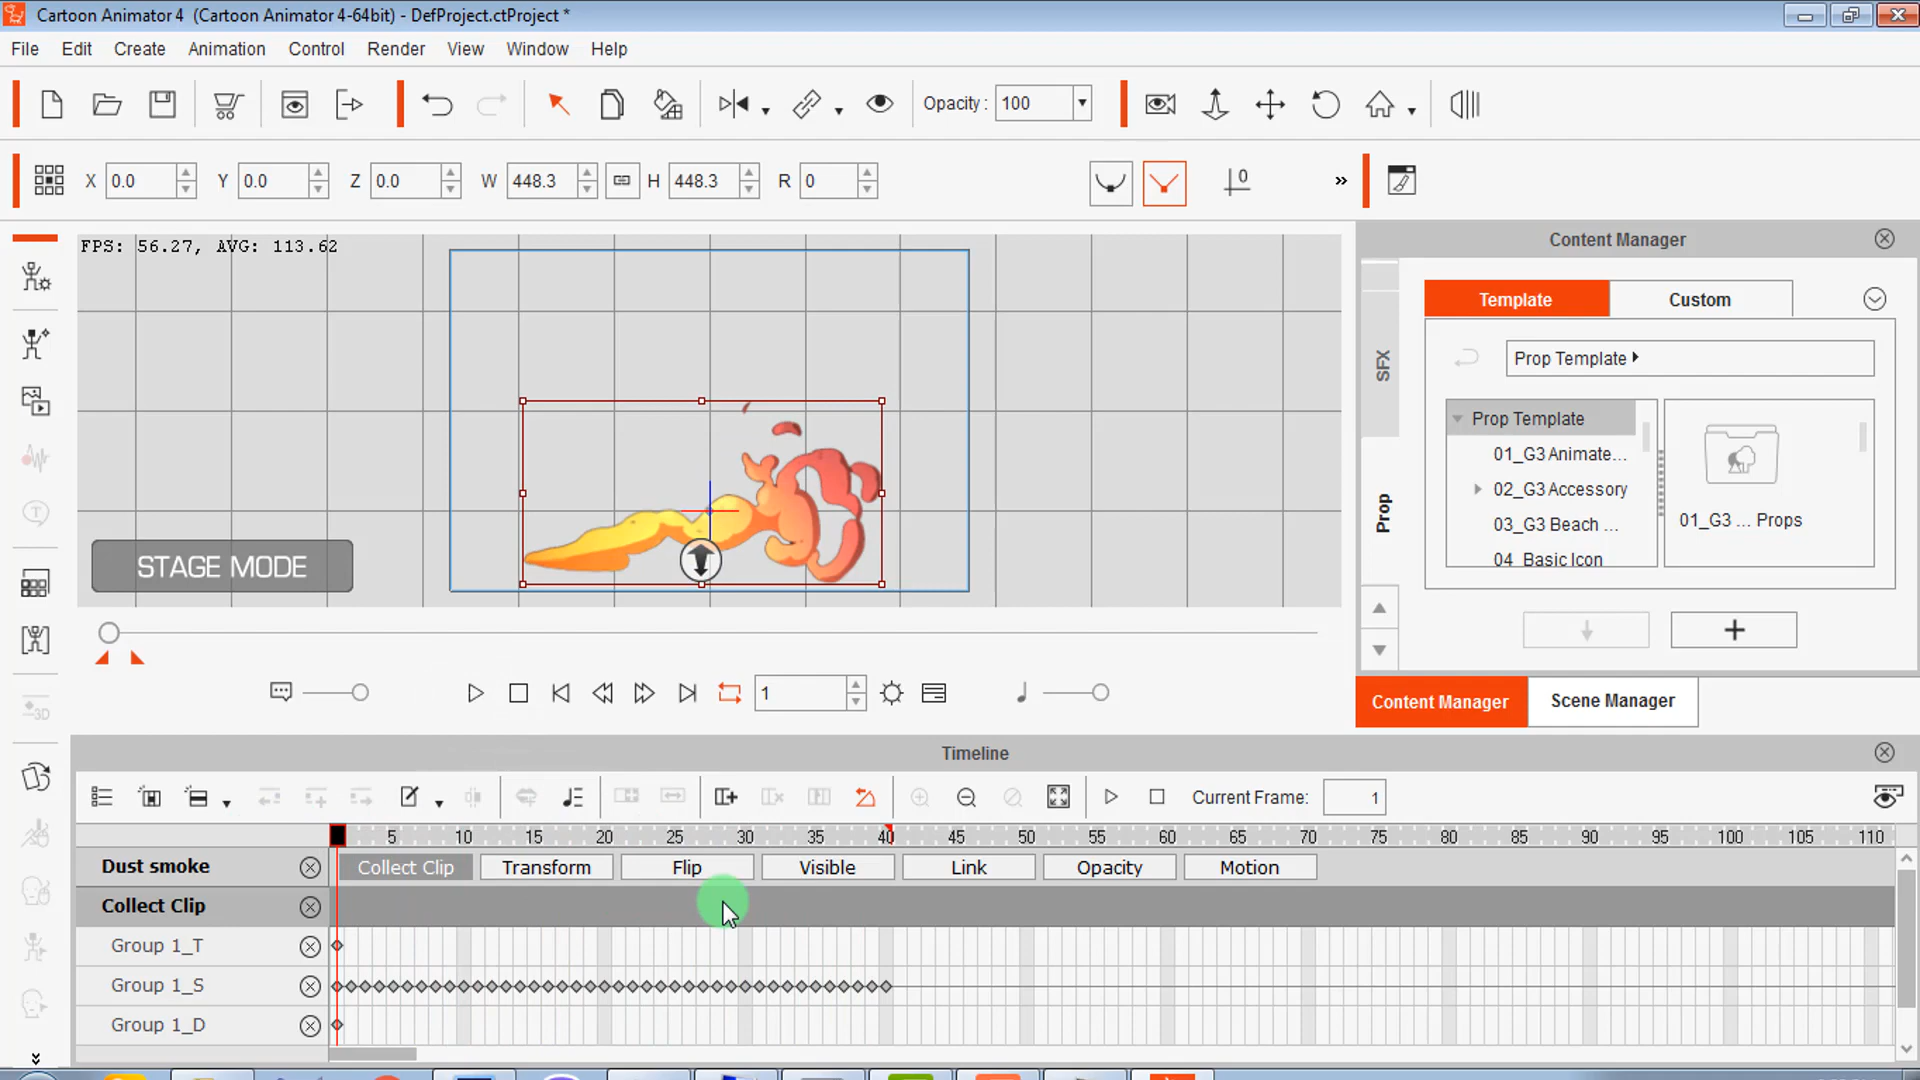 Cartoon Animator 4 (Cartoon Animator 4-64bit) - DefProject.ctProject *
File Edit Create Animation Control Render View Window Help
Opacity : 100
X 0.0 Y 0.0 Z 0.0 W 448.3 H 448.3 R 0 0 »
FPS: 56.27, AVG: 113.62
STAGE MODE
Content Manager
Template Custom
SFX
Prop
Prop Template
Prop Template
01_G3 Animate...
02_G3 Accessory
03_G3 Beach ...
04_Basic Icon
01_G3 ... Props
+
Content Manager Scene Manager
1
3D
Timeline
Current Frame: 1
5 10 15 20 25 30 35 40 45 50 55 60 65 70 75 80 85 90 95 100 105 110
Dust smoke Collect Clip Transform Flip Visible Link Opacity Motion
Collect Clip
Group 1_T
Group 1_S
Group 1_D